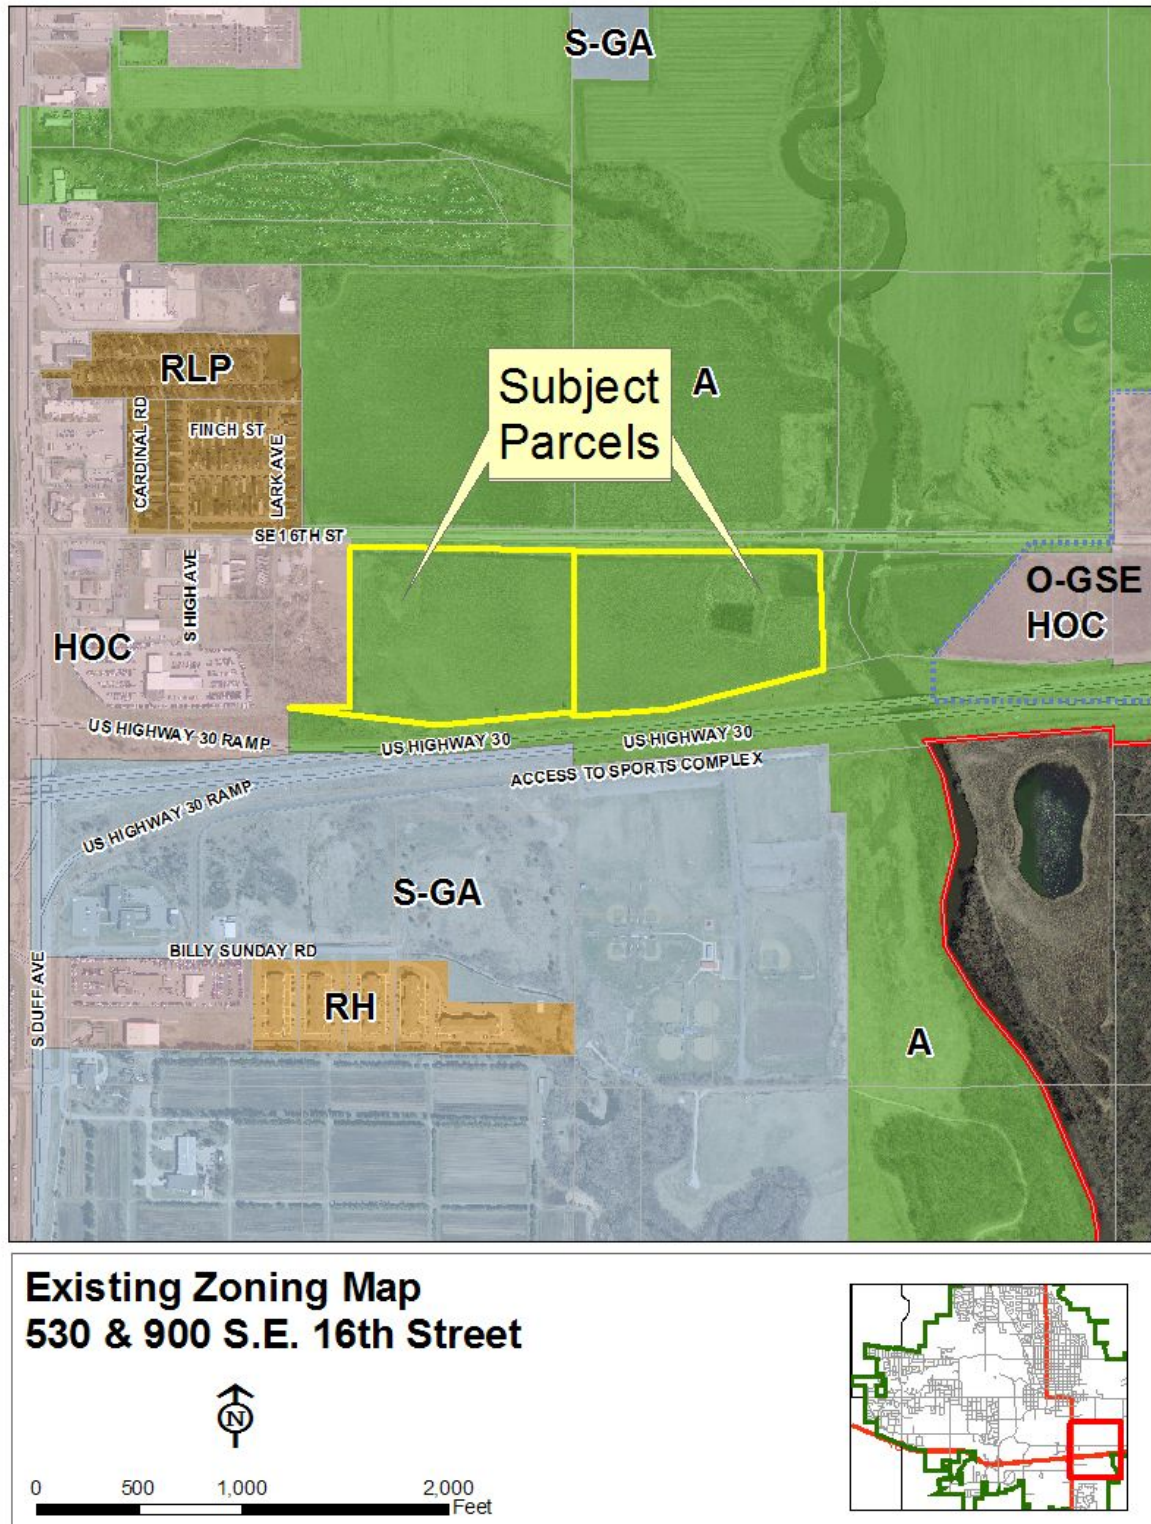 S-GA
RLP
CARDINAL RD
FINCH ST
LARK AVE
Subject
Parcels
A
SE 16TH ST
S HIGH AVE
HOC
O-GSE
HOC
US HIGHWAY 30 RAMP
US HIGHWAY 30
US HIGHWAY 30
ACCESS TO SPORTS COMPLEX
US HIGHWAY 30 RAMP
S-GA
BILLY SUNDAY RD
S DUFF AVE
RH
A
Existing Zoning Map
530 & 900 S.E. 16th Street
N
0 500 1,000 2,000
Feet